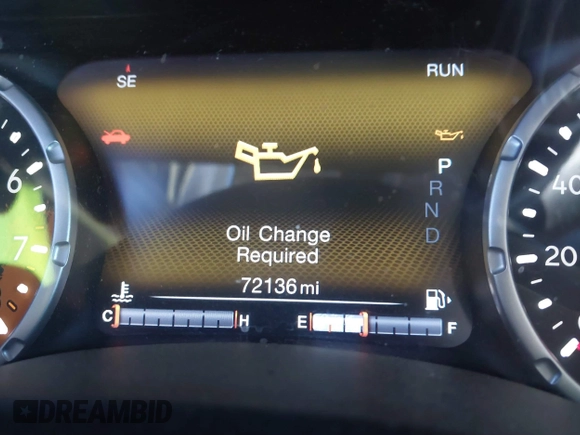 SE
RUN
P
R
N
D
6
7
40
20
Oil Change
Required
72136 mi
C H
E F
DREAMBID